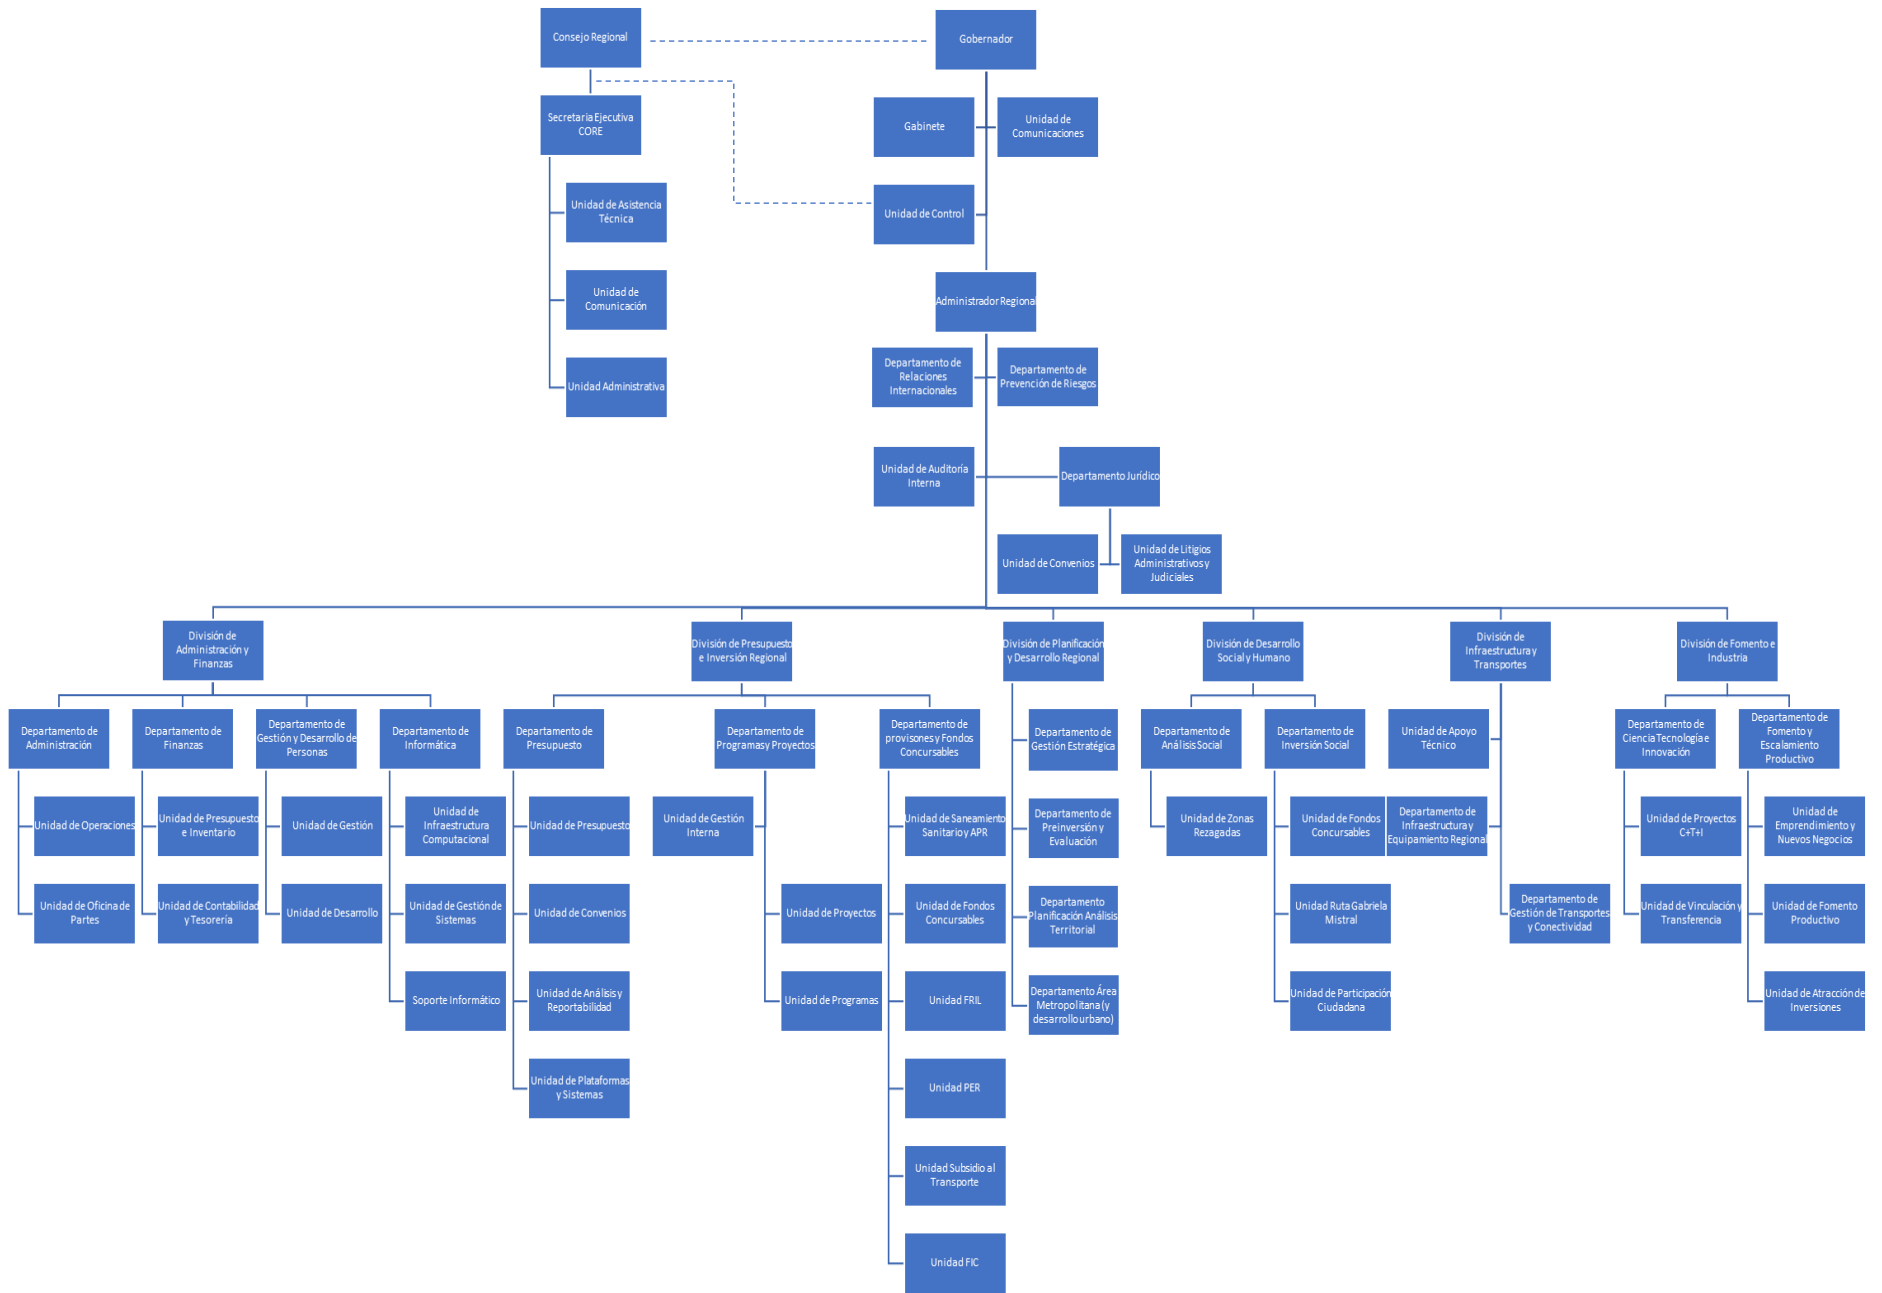 Consejo Regional
Gobernador
Secretaria Ejecutiva
CORE
Gabinete
Unidad de
Comunicaciones
Unidad de Asistencia
Técnica
Unidad de Control
Unidad de
Comunicación
Administrador Regional
Unidad Administrativa
Departamento de
Relaciones
Internacionales
Departamento de
Prevención de Riesgos
Unidad de Auditoría
Interna
Departamento Jurídico
Unidad de Convenios
Unidad de Litigios
Administrativos y
Judiciales
División de
Administración y
Finanzas
División de Presupuesto
e Inversión Regional
División de Planificación
y Desarrollo Regional
División de Desarrollo
Social y Humano
División de
Infraestructura y
Transportes
División de Fomento e
Industria
Departamento de
Administración
Departamento de
Finanzas
Departamento de
Gestión y Desarrollo de
Personas
Departamento de
Informática
Departamento de
Presupuesto
Departamento de
Programas y Proyectos
Departamento de
provisones y Fondos
Concursables
Departamento de
Gestión Estratégica
Departamento de
Análisis Social
Departamento de
Inversión Social
Unidad de Apoyo
Técnico
Departamento de
Ciencia Tecnología e
Innovación
Departamento de
Fomento y
Escalamiento
Productivo
Unidad de Operaciones
Unidad de Presupuesto
e Inventario
Unidad de Gestión
Unidad de
Infraestructura
Computacional
Unidad de Presupuesto
Unidad de Gestión
Interna
Unidad de Saneamiento
Sanitario y APR
Departamento de
Preinversión y
Evaluación
Unidad de Zonas
Rezagadas
Unidad de Fondos
Concursables
Departamento de
Infraestructura y
Equipamiento Regional
Unidad de Proyectos
C+T+I
Unidad de
Emprendimiento y
Nuevos Negocios
Unidad de Oficina de
Partes
Unidad de Contabilidad
y Tesorería
Unidad de Desarrollo
Unidad de Gestión de
Sistemas
Unidad de Convenios
Unidad de Proyectos
Unidad de Fondos
Concursables
Departamento
Planificación Análisis
Territorial
Unidad Ruta Gabriela
Mistral
Departamento de
Gestión de Transportes
y Conectividad
Unidad de Vinculación y
Transferencia
Unidad de Fomento
Productivo
Soporte Informático
Unidad de Análisis y
Reportabilidad
Unidad de Programas
Unidad FRIL
Departamento Área
Metropolitana (y
desarrollo urbano)
Unidad de Participación
Ciudadana
Unidad de Atracción de
Inversiones
Unidad de Plataformas
y Sistemas
Unidad PER
Unidad Subsidio al
Transporte
Unidad FIC